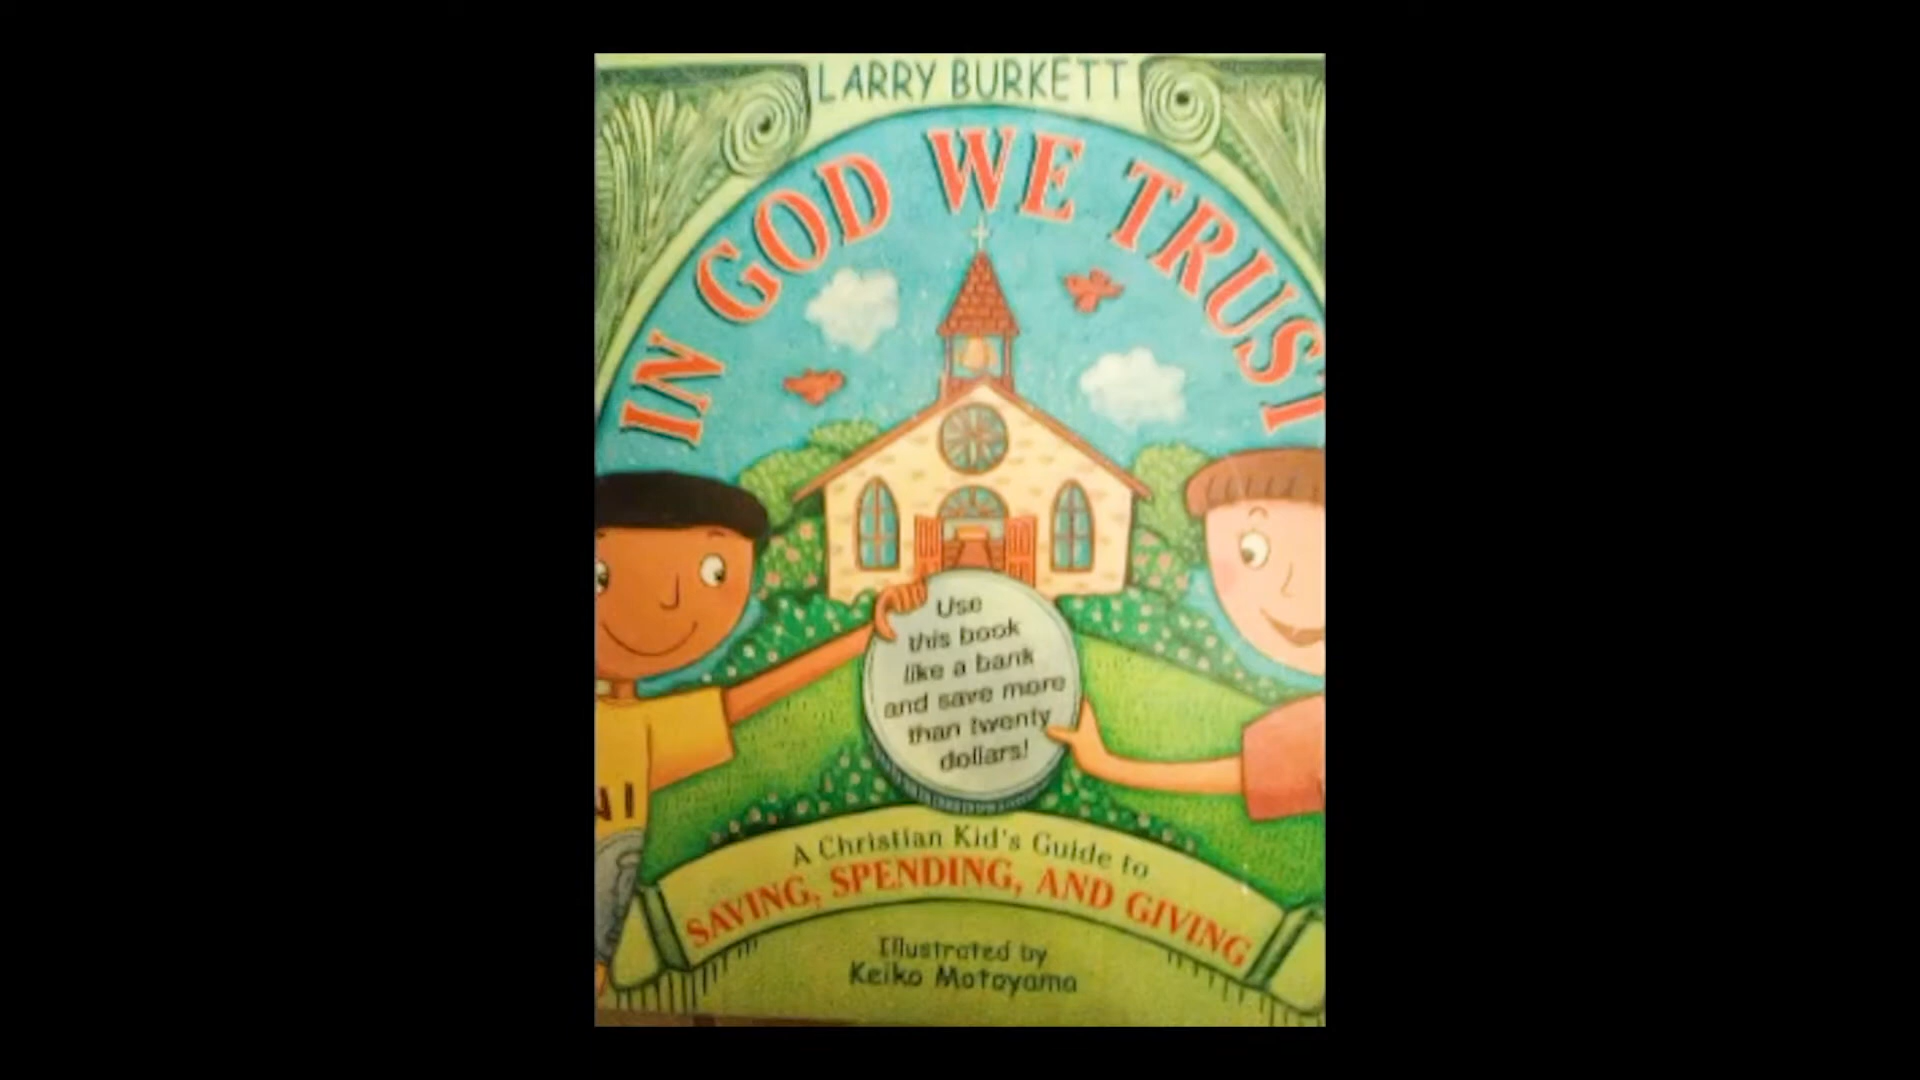 LARRY BURKETT
IN GOD WE TRUST
Use
this book
like a bank
and save more
than twenty
dollars!
A Christian Kid's Guide to
SAVING, SPENDING, AND GIVING
Illustrated by
Keiko Motoyama